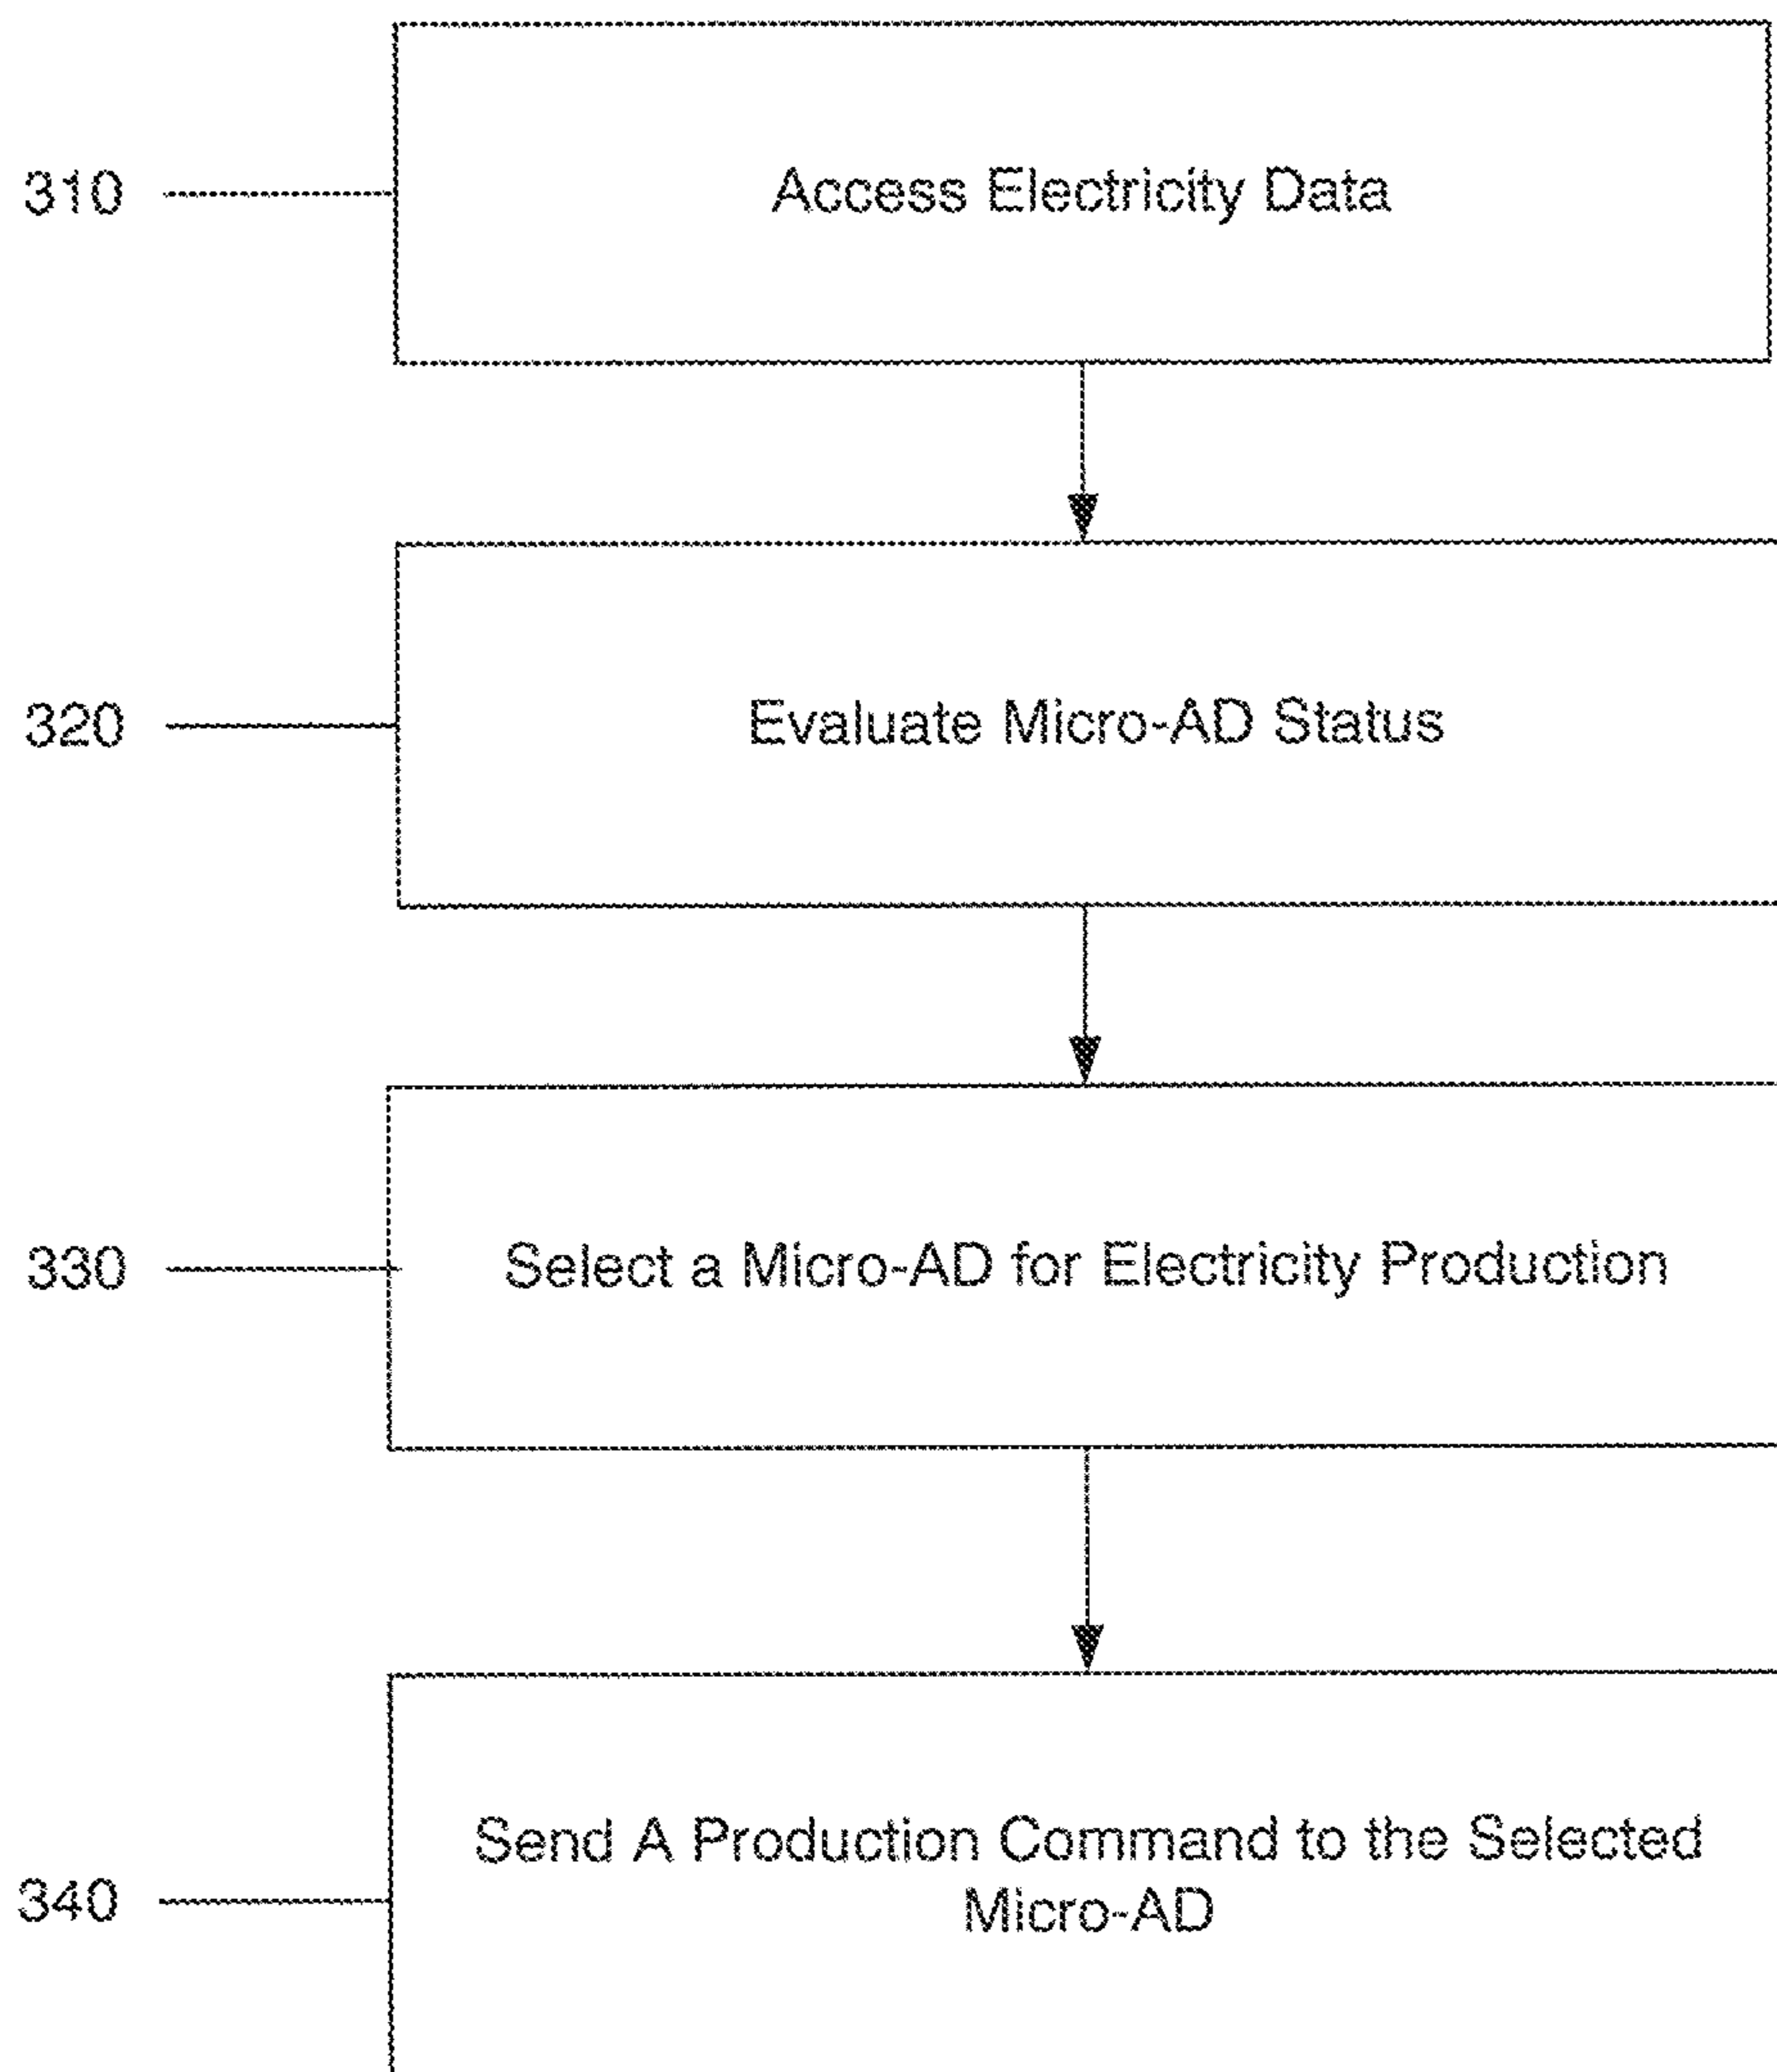 310
Access Electricity Data
320
Evaluate Micro-AD Status
330
Select a Micro-AD for Electricity Production
340
Send A Production Command to the Selected
Micro-AD